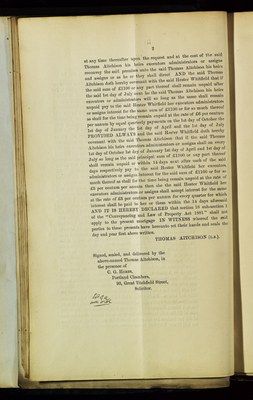 2
at any time thereafter upon the request and at the cost of the said
Thomas Aitchison his heirs executors administrators or assigns
reconvey the said premises unto the said Thomas Aitchison his heirs
and assigns or as he or they shall direct AND the said Thomas
Aitchison doth hereby covenant with the said Hester Whitfield that if
the said sum of £1100 or any part thereof shall remain unpaid after
the said 1st day of July next he the said Thomas Aitchison his heirs
executors or administrators will so long as the same shall remain
unpaid pay to the said Hester Whitfield her executors administrators
or assigns interest for the same sum of £1100 or for so much thereof
as shall for the time being remain unpaid at the rate of £5 per centum
per annum by equal quarterly payments on the 1st day of October the
1st day of January the 1st day of April and the 1st day of July
PROVIDED ALWAYS and the said Hester Whitfield doth hereby
covenant with the said Thomas Aitchison that if the said Thomas
Aitchison his heirs executors administrators or assigns shall on every
1st day of October 1st day of January 1st day of April and 1st day of
July so long as the said principal sum of £1100 or any part thereof
shall remain unpaid or within 14 days next after each of the said
days respectively pay to the said Hester Whitfield her executors
administrators or assigns interest for the said sum of £1100 or for so
much thereof as shall for the time being remain unpaid at the rate of
£ per centum per annum then she the said Hester Whitfield her
executors administrators or assigns shall accept interest for the same
at the rate of £ per centum per annum for every quarter for which
interest shall be paid to her or them within the 14 days allowed
AND IT IS HEREBY DECLARED that section 18 sub-section 1
of the "Conveyancing and Law of Property Act 1881" shall not
apply to the present mortgage IN WITNESS whereof the said
parties to these presents have hereunto set their hands and seals the
day and year first above written.
THOMAS AITCHISON (L.S.).
Signed, sealed, and delivered by the
above-named Thomas Aitchison, in
the presence of
C. G.
Portland Chambers,
Great Titchfield Street,
Solicitor.